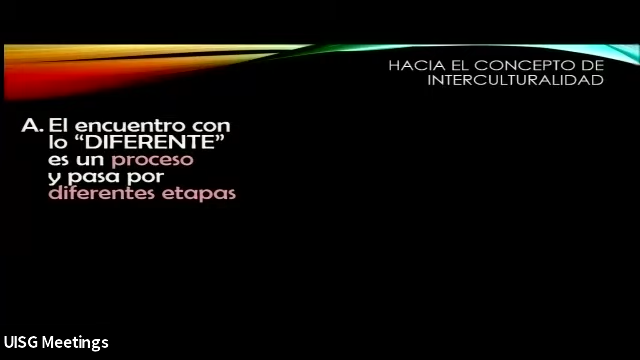 HACIA EL CONCEPTO DE
INTERCULTURALIDAD
A. El encuentro con
lo “DIFERENTE”
es un proceso
y pasa por
diferentes etapas
UISG Meetings